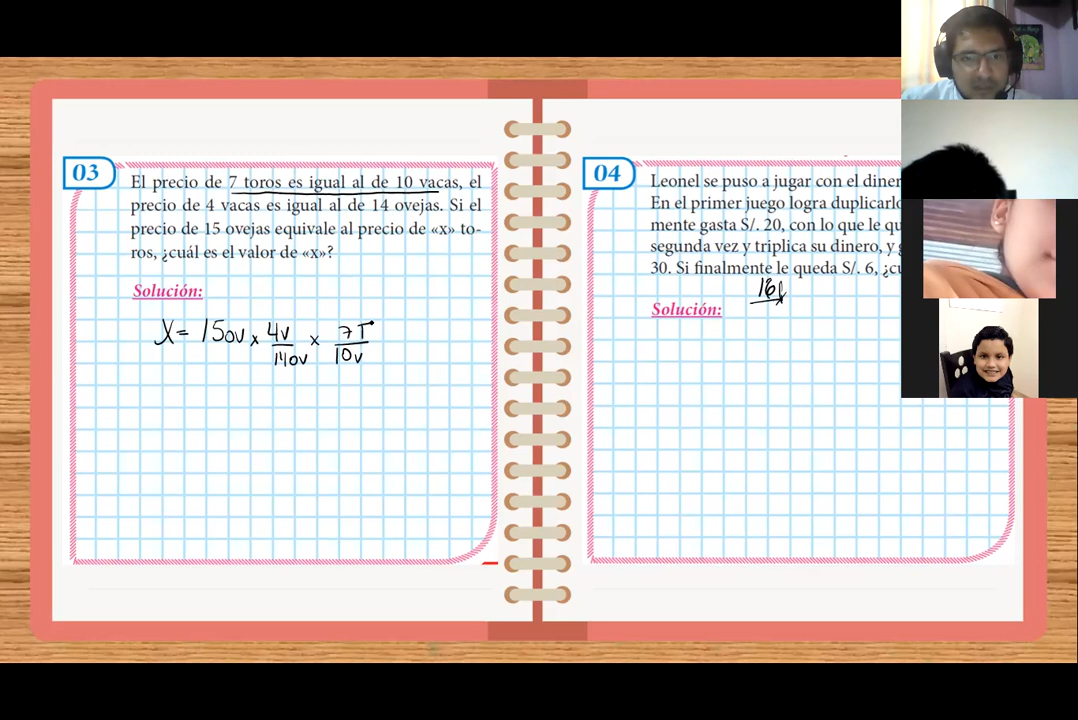 03
El precio de 7 toros es igual al de 10 vacas, el
precio de 4 vacas es igual al de 14 ovejas. Si el
precio de 15 ovejas equivale al precio de «x» to-
ros, ¿cuál es el valor de «x»?
Solución:
X = 15 ov x 4v/14 ov x 7T/10v
04
Leonel se puso a jugar con el diner
En el primer juego logra duplicarlo
mente gasta S/. 20, con lo que le qu
segunda vez y triplica su dinero, y g
30. Si finalmente le queda S/. 6, ¿cu
Solución: